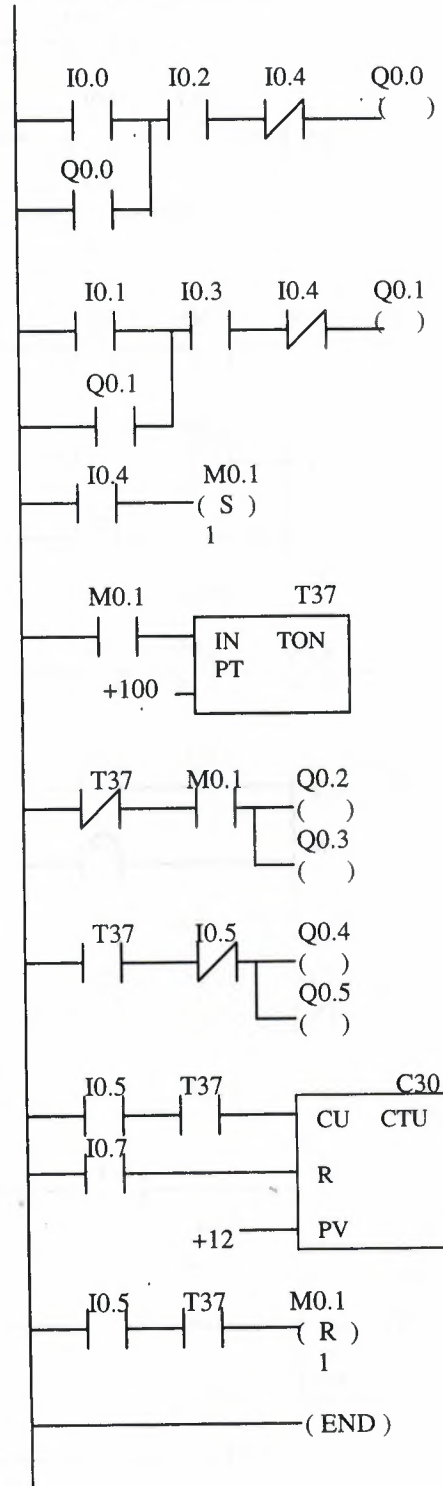 I0.0 I0.2 I0.4 Q0.0
( )
Q0.0
I0.1 I0.3 I0.4 Q0.1
( )
Q0.1
I0.4 M0.1
( S )
1
M0.1 T37
IN TON
PT
+100
T37 M0.1 Q0.2
( )
Q0.3
( )
T37 I0.5 Q0.4
( )
Q0.5
( )
C30
I0.5 T37
CU CTU
I0.7
R
+12 PV
I0.5 T37 M0.1
( R )
1
( END )